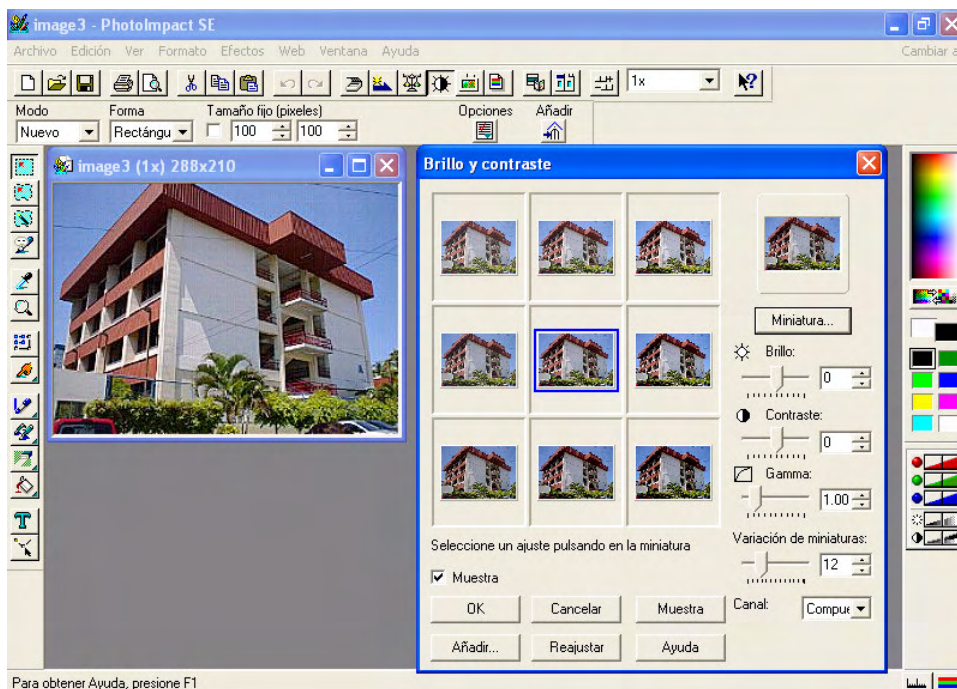 image3 - PhotoImpact SE
Archivo Edición Ver Formato Efectos Web Ventana Ayuda Cambiar a
1x
Modo Forma Tamaño fijo (pixeles) Opciones Añadir
Nuevo Rectángu 100 100
image3 (1x) 288x210
Brillo y contraste
Miniatura...
Brillo:
0
Contraste:
0
Gamma:
1.00
Seleccione un ajuste pulsando en la miniatura
Variación de miniaturas:
12
Muestra
OK Cancelar Muestra
Canal: Compue
Añadir... Reajustar Ayuda
Para obtener Ayuda, presione F1